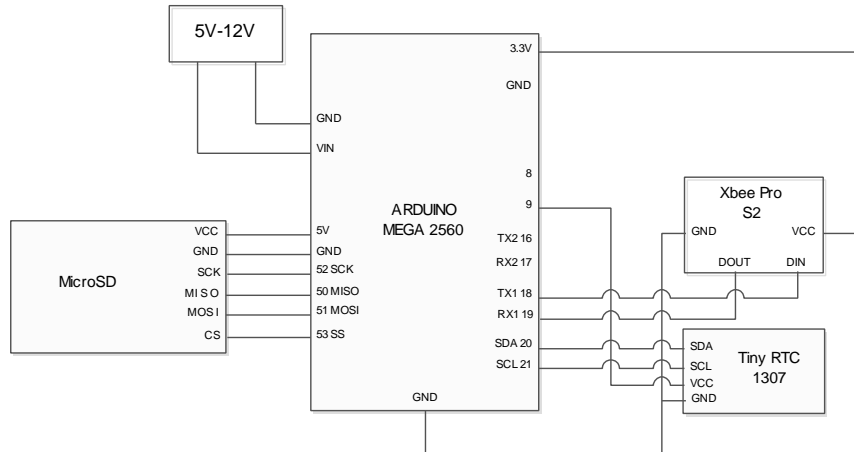 5V-12V
3.3V
GND
GND
VIN
8
9
ARDUINO
MEGA 2560
TX2 16
RX2 17
TX1 18
RX1 19
SDA 20
SCL 21
5V
GND
52 SCK
50 MISO
51 MOSI
53 SS
GND
MicroSD
VCC
GND
SCK
MISO
MOSI
CS
Xbee Pro
S2
GND
VCC
DOUT
DIN
Tiny RTC
1307
SDA
SCL
VCC
GND